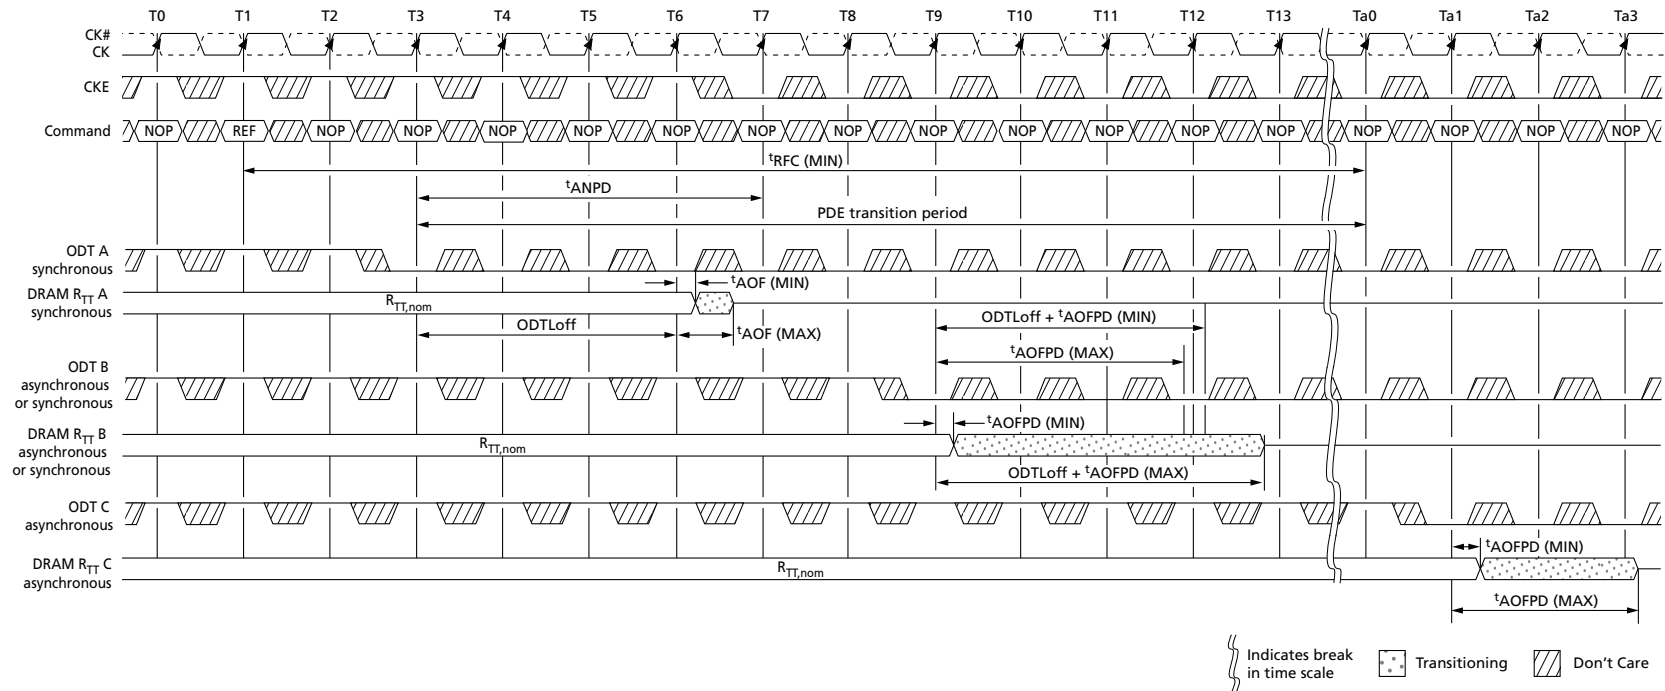 T0 T1 T2 T3 T4 T5 T6 T7 T8 T9 T10 T11 T12 T13 Ta0 Ta1 Ta2 Ta3
CK#
CK
CKE
Command NOP REF NOP NOP NOP NOP NOP NOP NOP NOP NOP NOP NOP NOP NOP NOP NOP NOP
tRFC (MIN)
tANPD
PDE transition period
ODT A
synchronous
tAOF (MIN)
DRAM RTT A
synchronous
RTT,nom
ODTLoff
tAOF (MAX)
ODTLoff + tAOFPD (MIN)
tAOFPD (MAX)
ODT B
asynchronous
or synchronous
tAOFPD (MIN)
DRAM RTT B
asynchronous
or synchronous
RTT,nom
ODTLoff + tAOFPD (MAX)
ODT C
asynchronous
tAOFPD (MIN)
DRAM RTT C
asynchronous
RTT,nom
tAOFPD (MAX)
Indicates break
in time scale
Transitioning
Don't Care